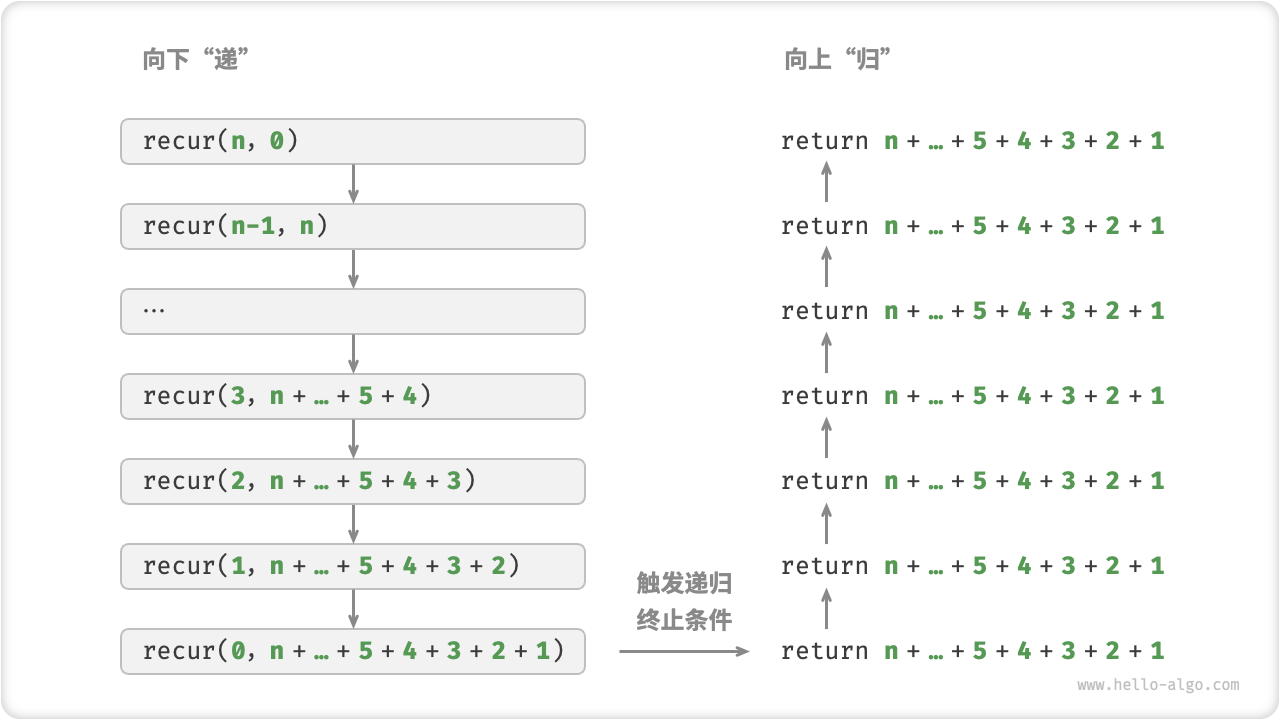 向下“递”
recur(n, 0)
recur(n-1, n)
…
recur(3, n + … + 5 + 4)
recur(2, n + … + 5 + 4 + 3)
recur(1, n + … + 5 + 4 + 3 + 2)
recur(0, n + … + 5 + 4 + 3 + 2 + 1)
触发递归
终止条件
向上“归”
return n + … + 5 + 4 + 3 + 2 + 1
return n + … + 5 + 4 + 3 + 2 + 1
return n + … + 5 + 4 + 3 + 2 + 1
return n + … + 5 + 4 + 3 + 2 + 1
return n + … + 5 + 4 + 3 + 2 + 1
return n + … + 5 + 4 + 3 + 2 + 1
return n + … + 5 + 4 + 3 + 2 + 1
www.hello-algo.com